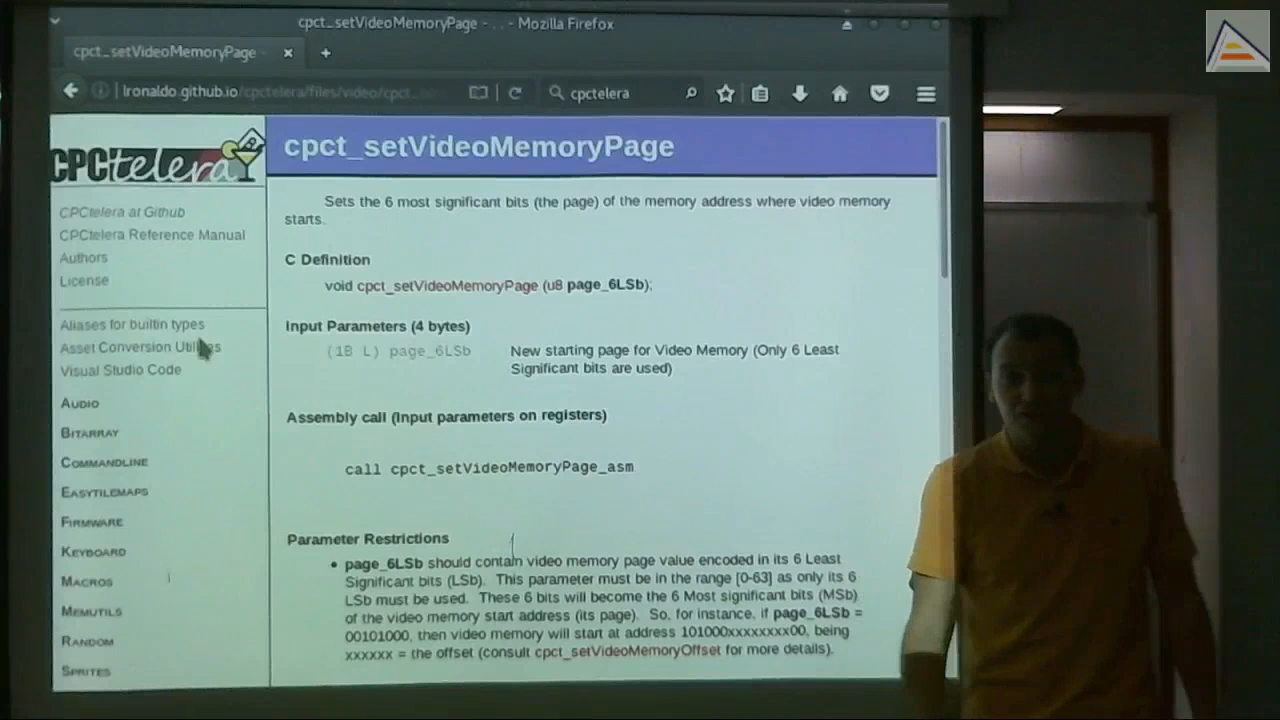 cpct_setVideoMemoryPage - . . - Mozilla Firefox
cpct_setVideoMemoryPage
lronaldo.github.io/cpctelera/files/video/cpct_
cpctelera
CPCtelera
CPCtelera at Github
CPCtelera Reference Manual
Authors
License
Aliases for builtin types
Asset Conversion Utilities
Visual Studio Code
AUDIO
BITARRAY
COMMANDLINE
EASYTILEMAPS
FIRMWARE
KEYBOARD
MACROS
MEMUTILS
RANDOM
SPRITES
cpct_setVideoMemoryPage
Sets the 6 most significant bits (the page) of the memory address where video memory
starts.
C Definition
void cpct_setVideoMemoryPage (u8 page_6LSb);
Input Parameters (4 bytes)
(1B L) page_6LSb
New starting page for Video Memory (Only 6 Least
Significant bits are used)
Assembly call (Input parameters on registers)
call cpct_setVideoMemoryPage_asm
Parameter Restrictions
• page_6LSb should contain video memory page value encoded in its 6 Least
Significant bits (LSb). This parameter must be in the range [0-63] as only its 6
LSb must be used. These 6 bits will become the 6 Most significant bits (MSb)
of the video memory start address (its page). So, for instance, if page_6LSb =
00101000, then video memory will start at address 101000xxxxxxxx00, being
xxxxxx = the offset (consult cpct_setVideoMemoryOffset for more details).